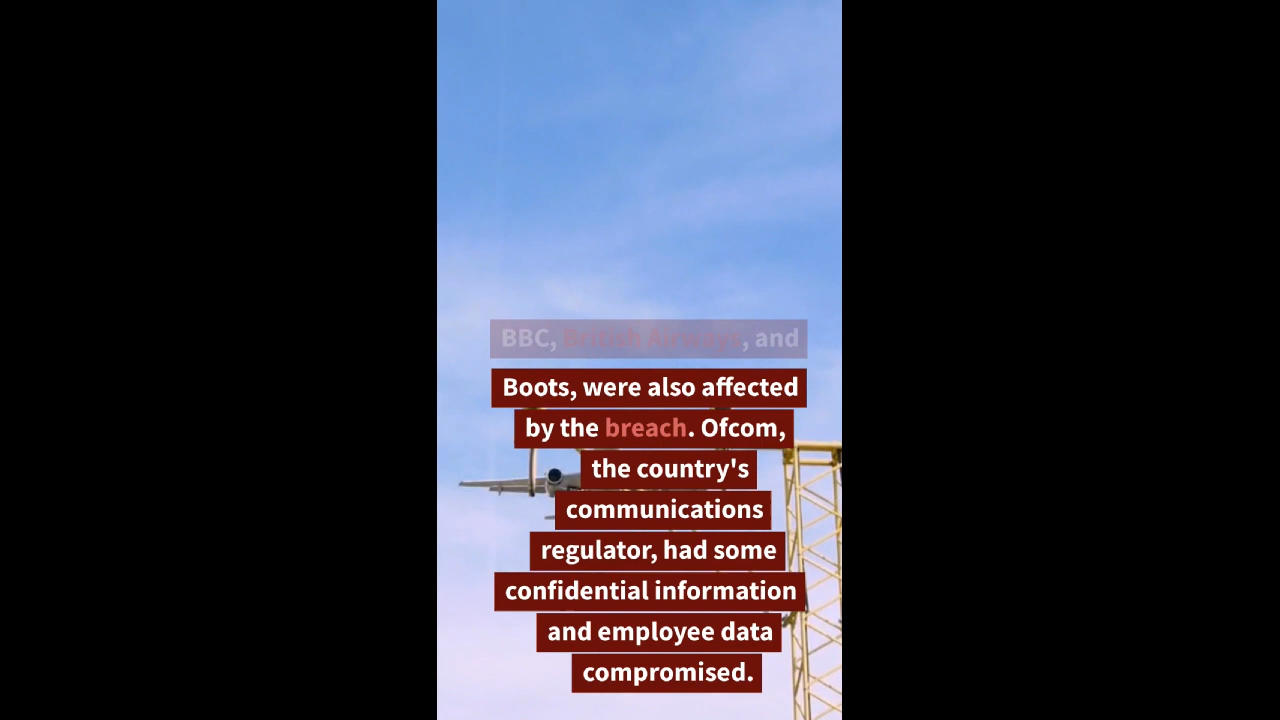 BBC, British Airways, and
Boots, were also affected
by the breach. Ofcom,
the country's
communications
regulator, had some
confidential information
and employee data
compromised.